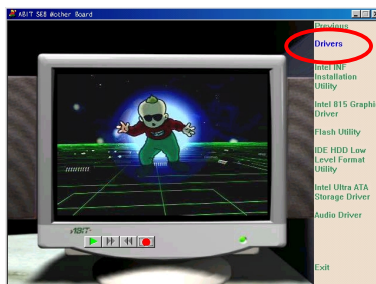 ABIT SE6 Mother Board
Previous
Drivers
Intel INF
Installation
Utility
Intel 815 Graphi
Driver
Flash Utility
IDE HDD Low
Level Format
Utility
Intel Ultra ATA
Storage Driver
Audio Driver
Exit
ABIT